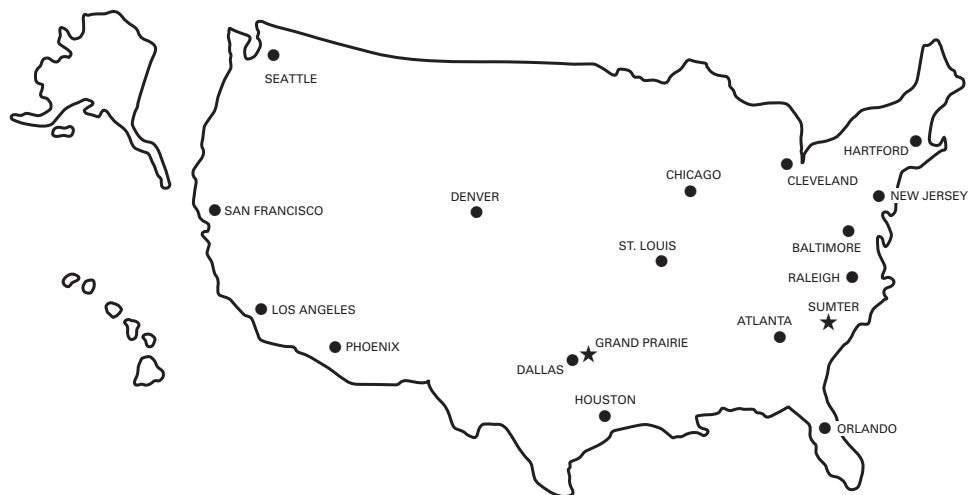 SEATTLE
HARTFORD
CLEVELAND
CHICAGO
DENVER
NEW JERSEY
SAN FRANCISCO
BALTIMORE
ST. LOUIS
RALEIGH
SUMTER
LOS ANGELES
ATLANTA
PHOENIX
GRAND PRAIRIE
DALLAS
HOUSTON
ORLANDO